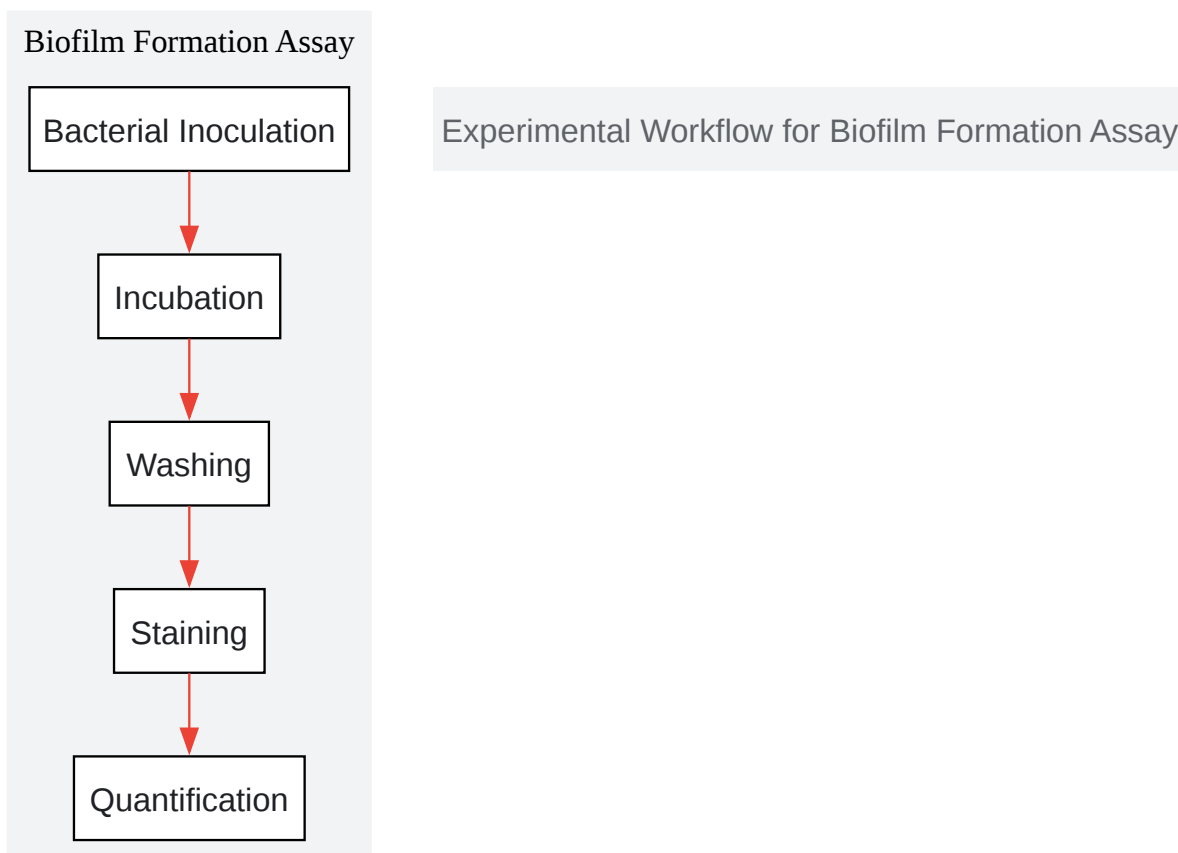 Biofilm Formation Assay
Bacterial Inoculation
Experimental Workflow for Biofilm Formation Assay
Incubation
Washing
Staining
Quantification